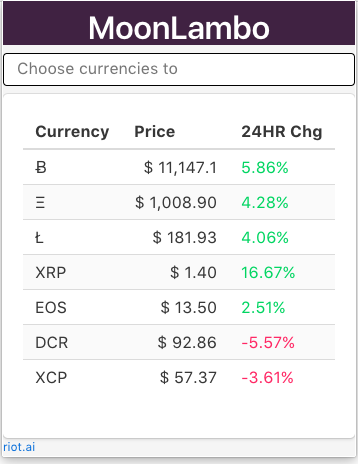 MoonLambo
Choose currencies to
Currency Price 24HR Chg
Ƀ $ 11,147.1 5.86%
Ξ $ 1,008.90 4.28%
Ł $ 181.93 4.06%
XRP $ 1.40 16.67%
EOS $ 13.50 2.51%
DCR $ 92.86 -5.57%
XCP $ 57.37 -3.61%
riot.ai